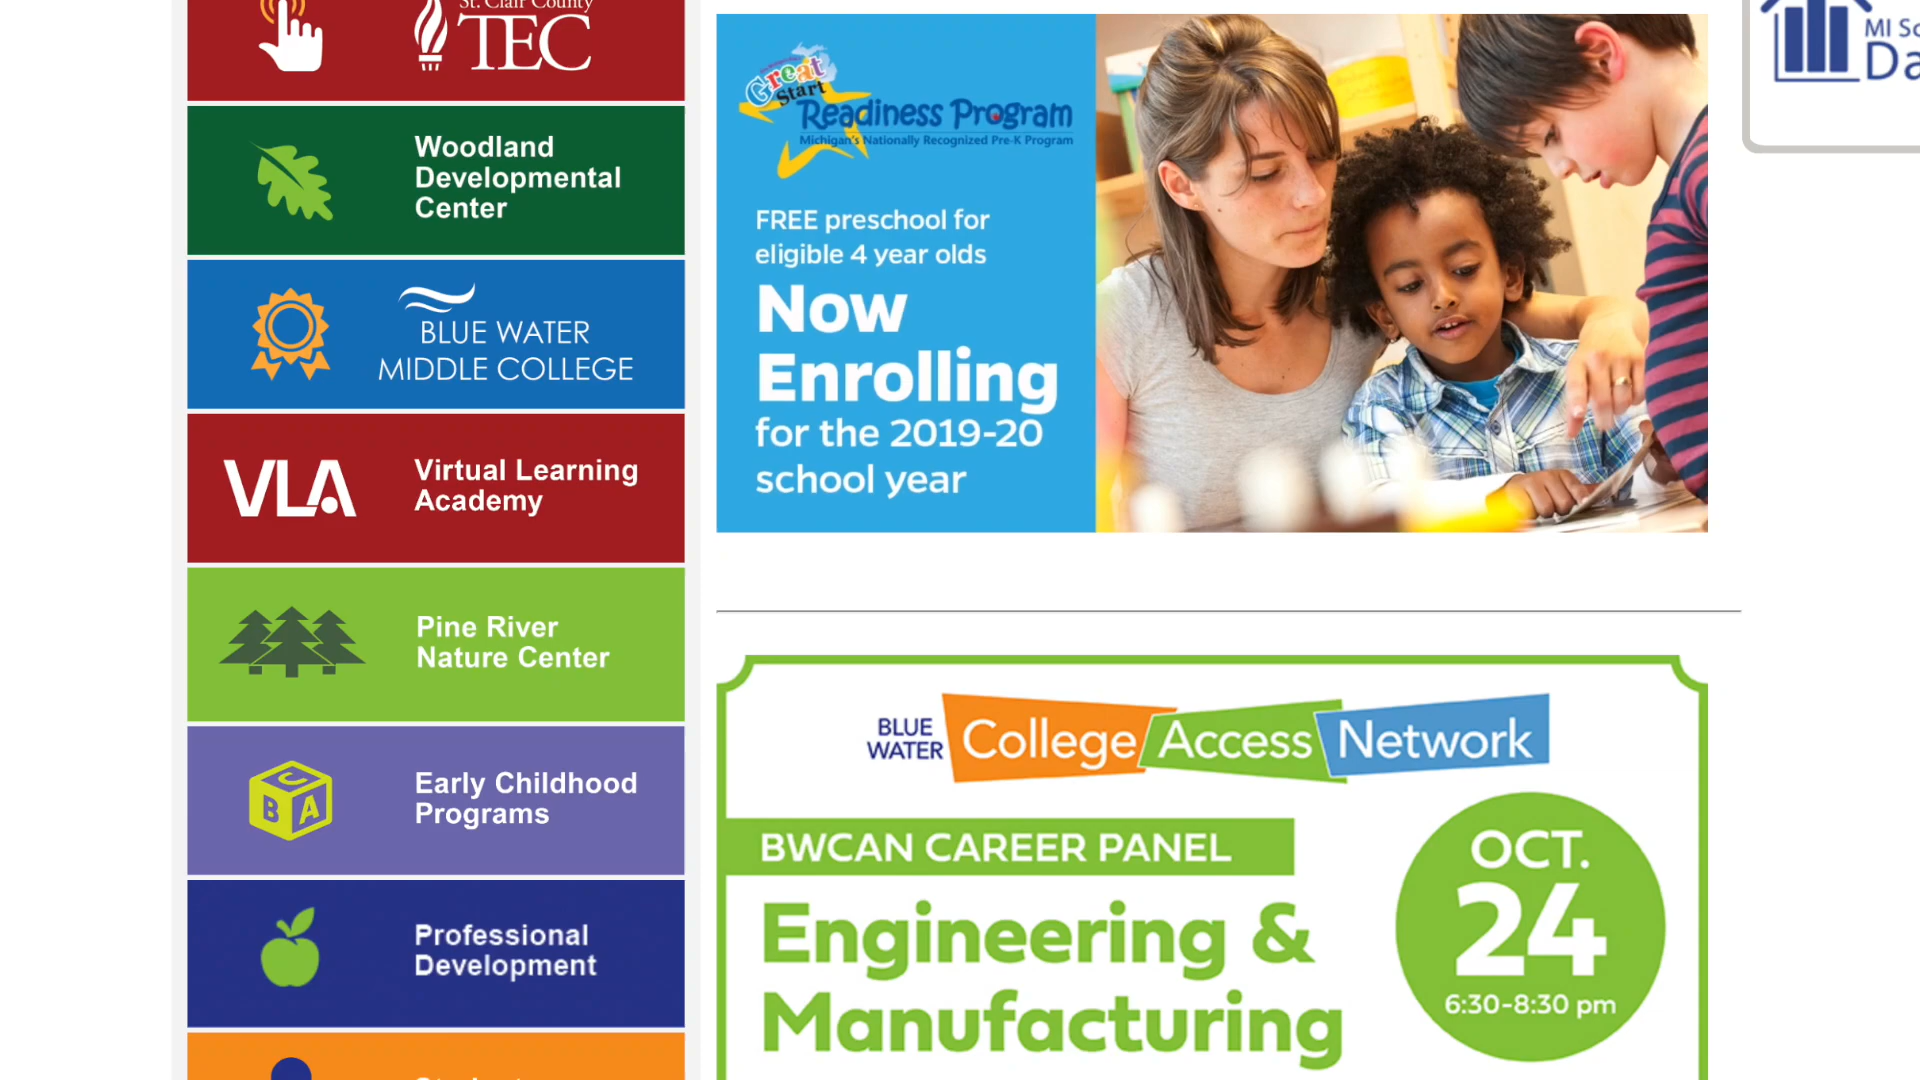 St. Clair County
TEC
Woodland
Developmental
Center
BLUE WATER
MIDDLE COLLEGE
VLA
Virtual Learning
Academy
Pine River
Nature Center
C
B A
Early Childhood
Programs
Professional
Development
Great
Start
Readiness Program
Michigan's Nationally Recognized Pre-K Program
FREE preschool for
eligible 4 year olds
Now
Enrolling
for the 2019-20
school year
BLUE
WATER
College Access Network
BWCAN CAREER PANEL
Engineering &
Manufacturing
OCT.
24
6:30-8:30 pm
MI Sc
Da